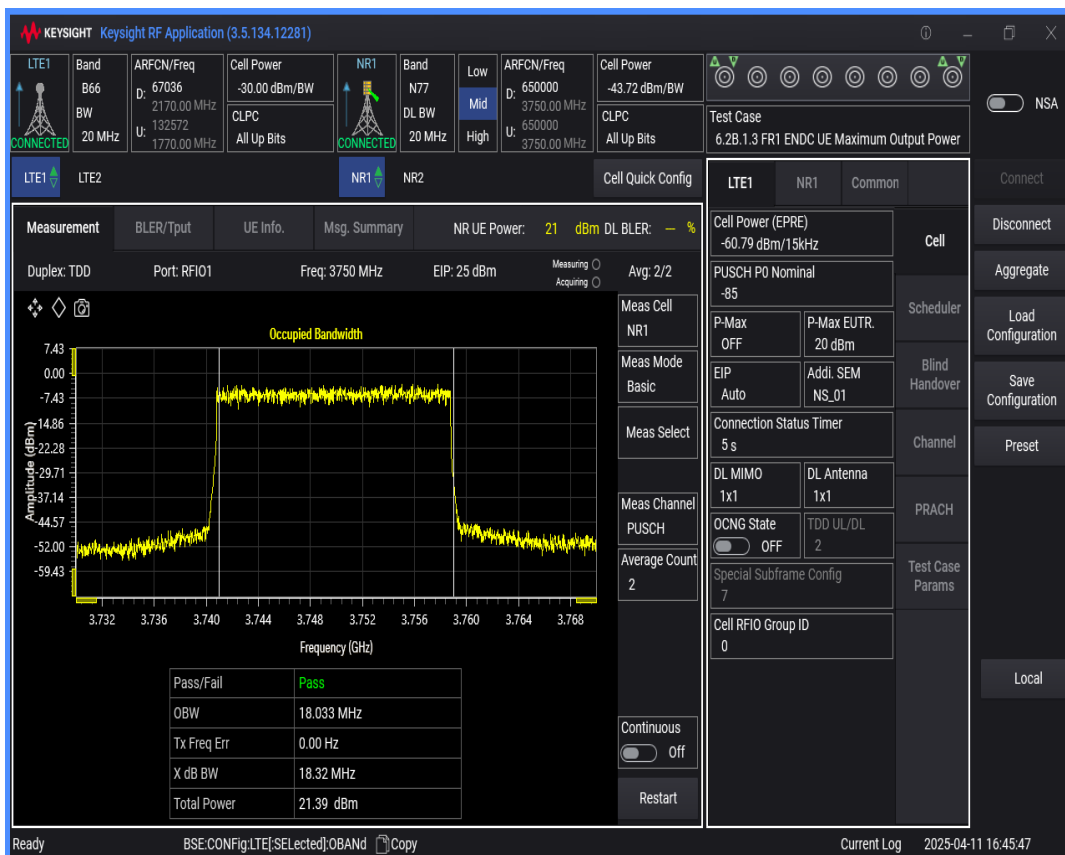 KEYSIGHT Keysight RF Application (3.5.134.12281)
LTE1
CONNECTED
Band
B66
BW
20 MHz
ARFCN/Freq
D: 67036
2170.00 MHz
U: 132572
1770.00 MHz
Cell Power
-30.00 dBm/BW
CLPC
All Up Bits
NR1
CONNECTED
Band
N77
DL BW
20 MHz
Low
Mid
High
ARFCN/Freq
D: 650000
3750.00 MHz
U: 650000
3750.00 MHz
Cell Power
-43.72 dBm/BW
CLPC
All Up Bits
Test Case
6.2B.1.3 FR1 ENDC UE Maximum Output Power
NSA
LTE1 LTE2 NR1 NR2 Cell Quick Config
Measurement BLER/Tput UE Info. Msg. Summary NR UE Power: 21 dBm DL BLER: — %
Duplex: TDD Port: RFIO1 Freq: 3750 MHz EIP: 25 dBm Measuring Acquiring Avg: 2/2
Occupied Bandwidth
Amplitude (dBm)
7.43
0.00
-7.43
-14.86
-22.28
-29.71
-37.14
-44.57
-52.00
-59.43
3.732 3.736 3.740 3.744 3.748 3.752 3.756 3.760 3.764 3.768
Frequency (GHz)
Pass/Fail Pass
OBW 18.033 MHz
Tx Freq Err 0.00 Hz
X dB BW 18.32 MHz
Total Power 21.39 dBm
Meas Cell
NR1
Meas Mode
Basic
Meas Select
Meas Channel
PUSCH
Average Count
2
Continuous
Off
Restart
LTE1 NR1 Common
Cell Power (EPRE)
-60.79 dBm/15kHz
PUSCH P0 Nominal
-85
P-Max
OFF
P-Max EUTR.
20 dBm
EIP
Auto
Addi. SEM
NS_01
Connection Status Timer
5 s
DL MIMO
1x1
DL Antenna
1x1
OCNG State
OFF
TDD UL/DL
2
Special Subframe Config
7
Cell RFIO Group ID
0
Cell
Scheduler
Blind
Handover
Channel
PRACH
Test Case
Params
Connect
Disconnect
Aggregate
Load
Configuration
Save
Configuration
Preset
Local
Ready BSE:CONFig:LTE[:SELected]:OBANd Copy Current Log 2025-04-11 16:45:47